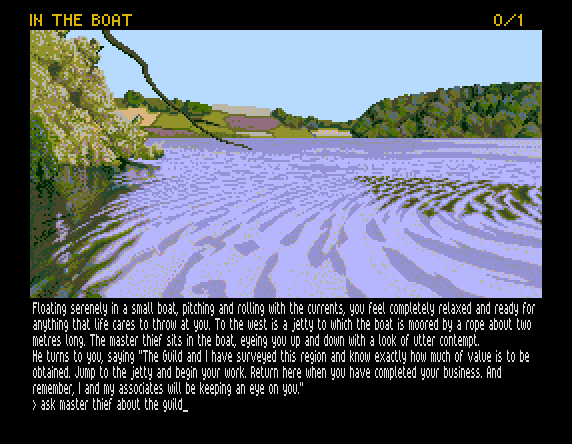 IN THE BOAT 0/1
Floating serenely in a small boat, pitching and rolling with the currents, you feel completely relaxed and ready for
anything that life cares to throw at you. To the west is a jetty to which the boat is moored by a rope about two
metres long. The master thief sits in the boat, eyeing you up and down with a look of utter contempt.
He turns to you, saying "The Guild and I have surveyed this region and know exactly how much of value is to be
obtained. Jump to the jetty and begin your work. Return here when you have completed your business. And
remember, I and my associates will be keeping an eye on you."
> ask master thief about the guild_